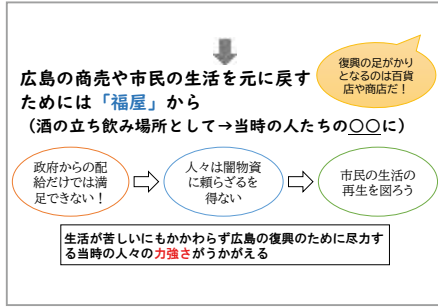 復興の足がかり
となるのは百貨
店や商店だ!
広島の商売や市民の生活を元に戻す
ためには「福屋」から
(酒の立ち飲み場所として→当時の人たちの〇〇に)
政府からの配
給だけでは満
足できない!
人々は闇物資
に頼らざるを
得ない
市民の生活の
再生を図ろう
生活が苦しいにもかかわらず広島の復興のために尽力す
る当時の人々の力強さがうかがえる